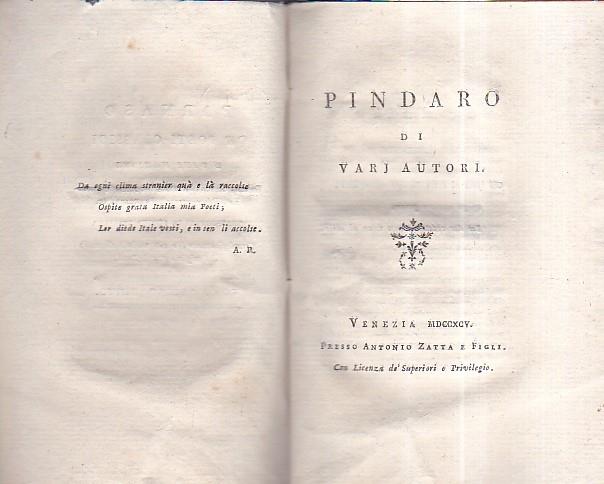 Da ogni clima stranier quà e là raccolse
Ospite grata Italia mia Poeti;
Lor diede Itale vesti, e in sen li accolse.
A. R.
PINDARO
DI
VARJ AUTORI.
VENEZIA MDCCXCV.
PRESSO ANTONIO ZATTA E FIGLI.
Con Licenza de' Superiori e Privilegio.